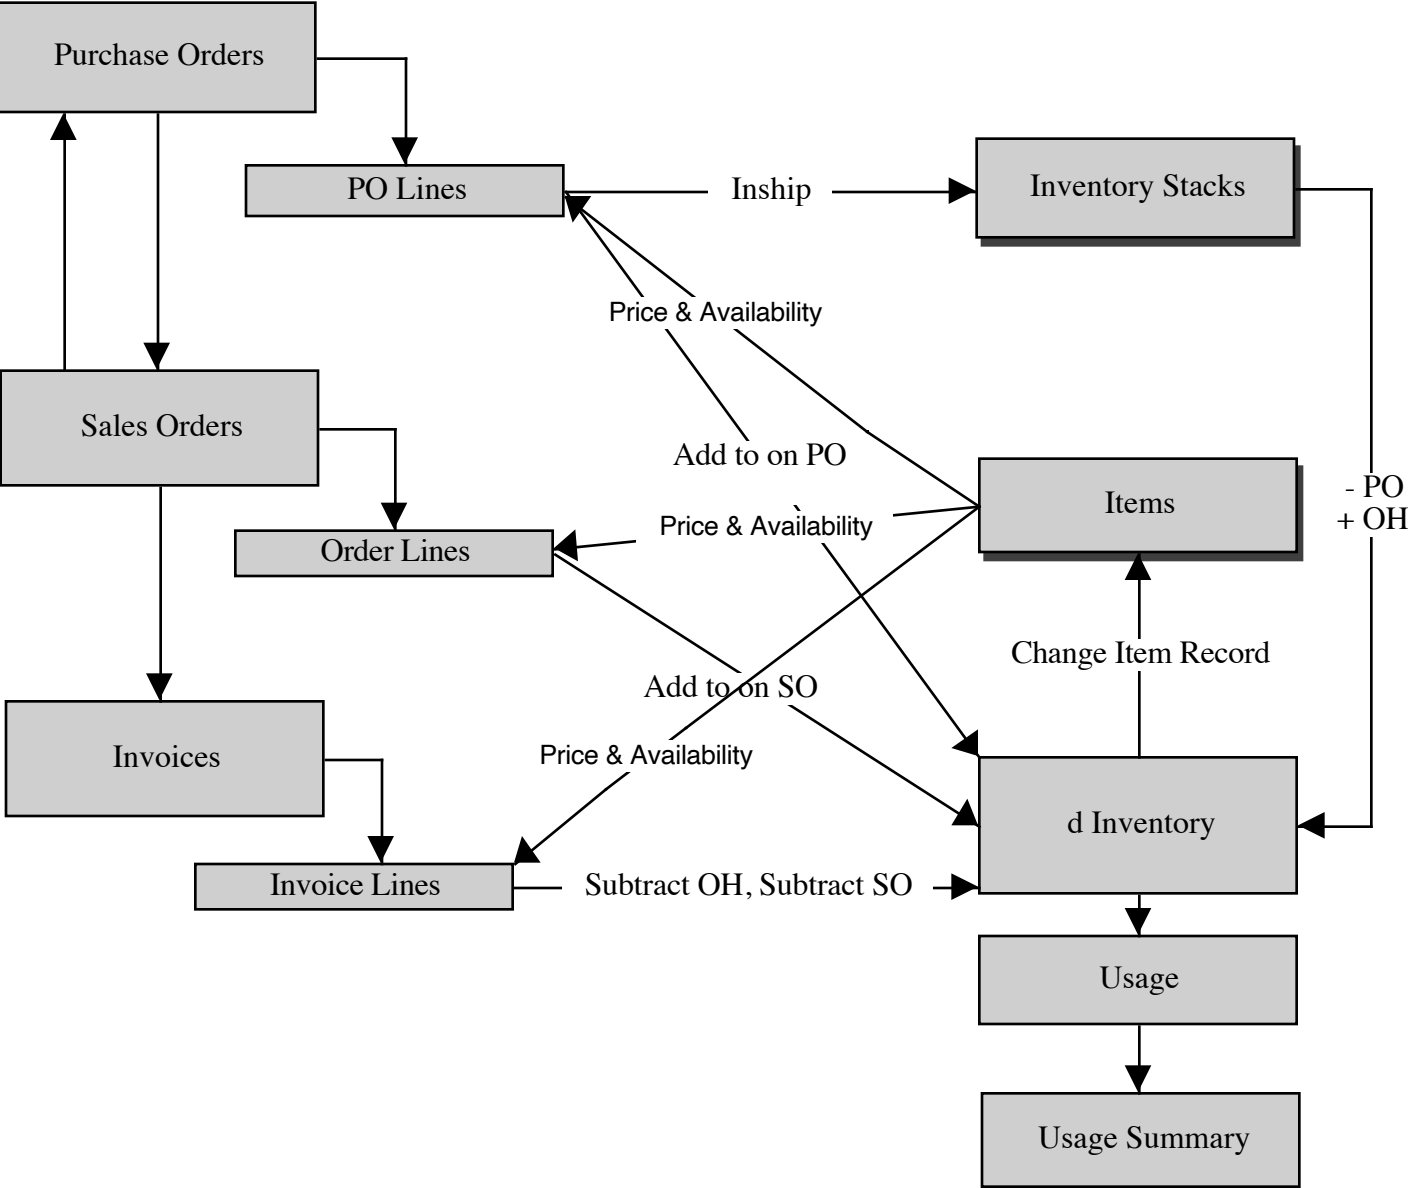 Purchase Orders
PO Lines
Inship
Inventory Stacks
Price & Availability
Sales Orders
Add to on PO
Items
- PO
+ OH
Price & Availability
Order Lines
Change Item Record
Add to on SO
Invoices
Price & Availability
d Inventory
Invoice Lines
Subtract OH, Subtract SO
Usage
Usage Summary